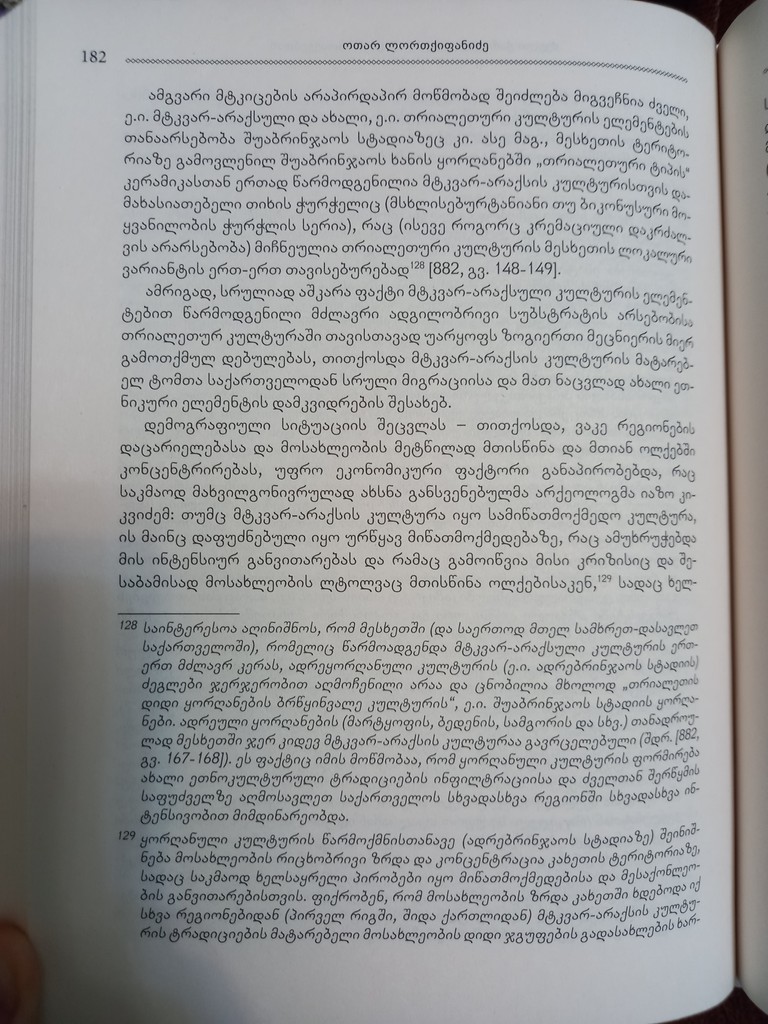 182
ოთარ ლორთქიფანიძე
ამგვარი მტკიცების არაპირდაპირ მოწმობად შეიძლება მიგვეჩნია ძველი,
ე.ი. მტკვარ-არაქსული და ახალი, ე.ი. თრიალეთური კულტურის ელემენტების
თანაარსებობა შუაბრინჯაოს სტადიაზეც კი. ასე მაგ., მესხეთის ტერიტო-
რიაზე გამოვლენილ შუაბრინჯაოს ხანის ყორღანებში „თრიალეთური ტიპის“
კერამიკასთან ერთად წარმოდგენილია მტკვარ-არაქსის კულტურისთვის და-
მახასიათებელი თიხის ჭურჭელიც (მსხლისებურტანიანი თუ ბიკონუსური მო-
ყვანილობის ჭურჭლის სერია), რაც (ისევე როგორც კრემაციული დაკრძალ-
ვის არარსებობა) მიჩნეულია თრიალეთური კულტურის მესხეთის ლოკალური
ვარიანტის ერთ-ერთ თავისებურებად128 [882, გვ. 148-149].
ამრიგად, სრულიად აშკარა ფაქტი მტკვარ-არაქსული კულტურის ელემენ-
ტებით წარმოდგენილი მძლავრი ადგილობრივი სუბსტრატის არსებობისა
თრიალეთურ კულტურაში თავისთავად უარყოფს ზოგიერთი მეცნიერის მიერ
გამოთქმულ დებულებას, თითქოსდა მტკვარ-არაქსის კულტურის მატარებ-
ელ ტომთა საქართველოდან სრული მიგრაციისა და მათ ნაცვლად ახალი ეთ-
ნიკური ელემენტის დამკვიდრების შესახებ.
დემოგრაფიული სიტუაციის შეცვლას – თითქოსდა, ვაკე რეგიონების
დაცარიელებასა და მოსახლეობის მეტწილად მთისწინა და მთიან ოლქებში
კონცენტრირებას, უფრო ეკონომიკური ფაქტორი განაპირობებდა, რაც
საკმაოდ მახვილგონივრულად ახსნა განსვენებულმა არქეოლოგმა იაზო კი-
კვიძემ: თუმც მტკვარ-არაქსის კულტურა იყო სამიწათმოქმედო კულტურა,
ის მაინც დაფუძნებული იყო ურწყავ მიწათმოქმედებაზე, რაც ამუხრუჭებდა
მის ინტენსიურ განვითარებას და რამაც გამოიწვია მისი კრიზისიც და შე-
საბამისად მოსახლეობის ლტოლვაც მთისწინა ოლქებისაკენ,129 სადაც ხელ-
128 საინტერესოა აღინიშნოს, რომ მესხეთში (და საერთოდ მთელ სამხრეთ-დასავლეთ
საქართველოში), რომელიც წარმოადგენდა მტკვარ-არაქსული კულტურის ერთ-
ერთ მძლავრ კერას, ადრეყორღანული კულტურის (ე.ი. ადრებრინჯაოს სტადიის)
ძეგლები ჯერჯერობით აღმოჩენილი არაა და ცნობილია მხოლოდ „თრიალეთის
დიდი ყორღანების ბრწყინვალე კულტურის“, ე.ი. შუაბრინჯაოს სტადიის ყორღა-
ნები. ადრეული ყორღანების (მარტყოფის, ბედენის, სამგორის და სხვ.) თანადროუ-
ლად მესხეთში ჯერ კიდევ მტკვარ-არაქსის კულტურაა გავრცელებული (შდრ. [882,
გვ. 167-168]). ეს ფაქტიც იმის მოწმობაა, რომ ყორღანული კულტურის ფორმირება
ახალი ეთნოკულტურული ტრადიციების ინფილტრაციისა და ძველთან შერწყმის
საფუძველზე აღმოსავლეთ საქართველოს სხვადასხვა რეგიონში სხვადასხვა ინ-
ტენსივობით მიმდინარეობდა.
129 ყორღანული კულტურის წარმოქმნისთანავე (ადრებრინჯაოს სტადიაზე) შეინიშ-
ნება მოსახლეობის რიცხობრივი ზრდა და კონცენტრაცია კახეთის ტერიტორიაზე,
სადაც საკმაოდ ხელსაყრელი პირობები იყო მიწათმოქმედებისა და მესაქონლეო-
ბის განვითარებისთვის. ფიქრობენ, რომ მოსახლეობის ზრდა კახეთში ხდებოდა იქ
სხვა რეგიონებიდან (პირველ რიგში, შიდა ქართლიდან) მტკვარ-არაქსის კულტუ-
რის ტრადიციების მატარებელი მოსახლეობის დიდი ჯგუფების გადასახლების ხარ-